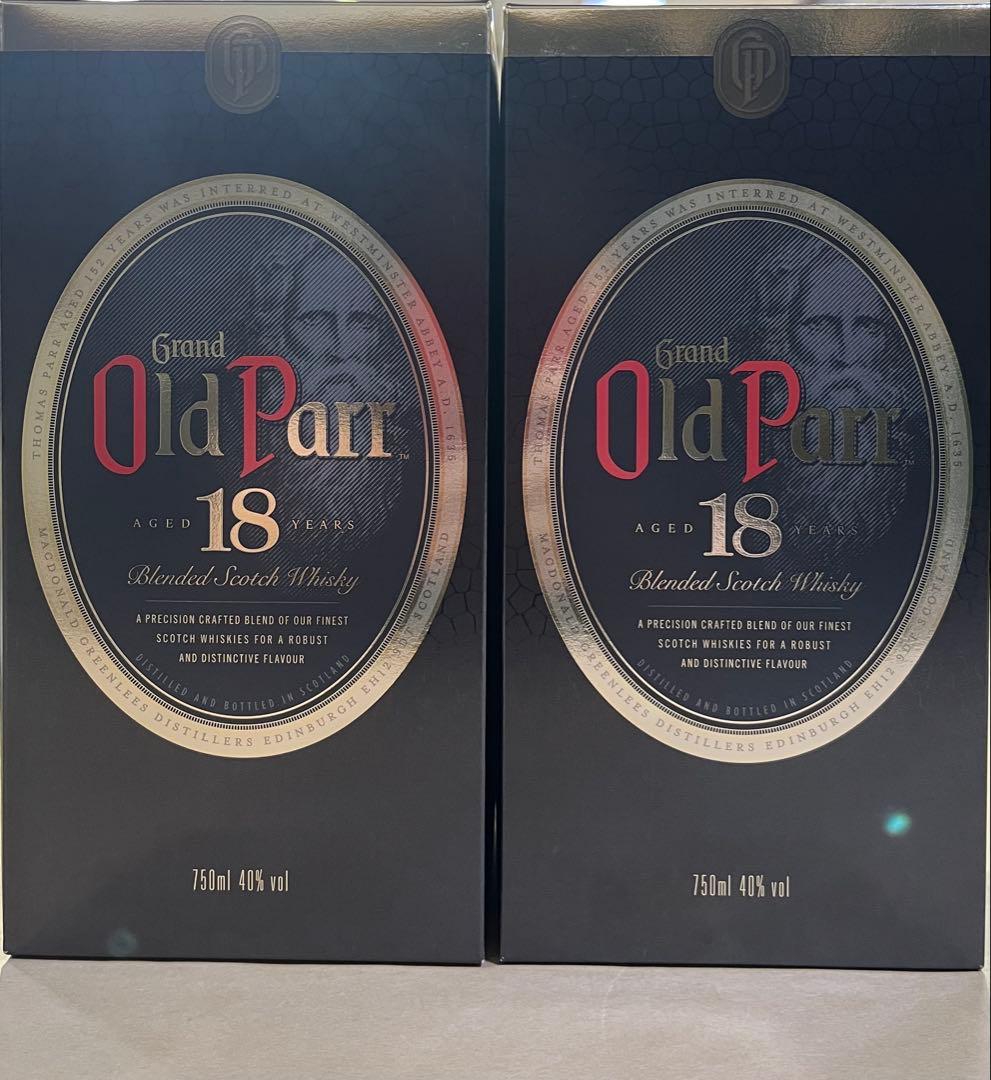 THOMAS PARR AGED 152 YEARS WAS INTERRED AT WESTMINSTER ABBEY A.D. 1635
Grand
Old Parr™
AGED 18 YEARS
Blended Scotch Whisky
A PRECISION CRAFTED BLEND OF OUR FINEST
SCOTCH WHISKIES FOR A ROBUST
AND DISTINCTIVE FLAVOUR
DISTILLED AND BOTTLED IN SCOTLAND
MACDONALD GREENLEES DISTILLERS EDINBURGH EH12 SCOTLAND
750ml 40% vol
THOMAS PARR AGED 152 YEARS WAS INTERRED AT WESTMINSTER ABBEY A.D. 1635
Grand
Old Parr™
AGED 18 YEARS
Blended Scotch Whisky
A PRECISION CRAFTED BLEND OF OUR FINEST
SCOTCH WHISKIES FOR A ROBUST
AND DISTINCTIVE FLAVOUR
DISTILLED AND BOTTLED IN SCOTLAND
MACDONALD GREENLEES DISTILLERS EDINBURGH EH12 SCOTLAND
750ml 40% vol